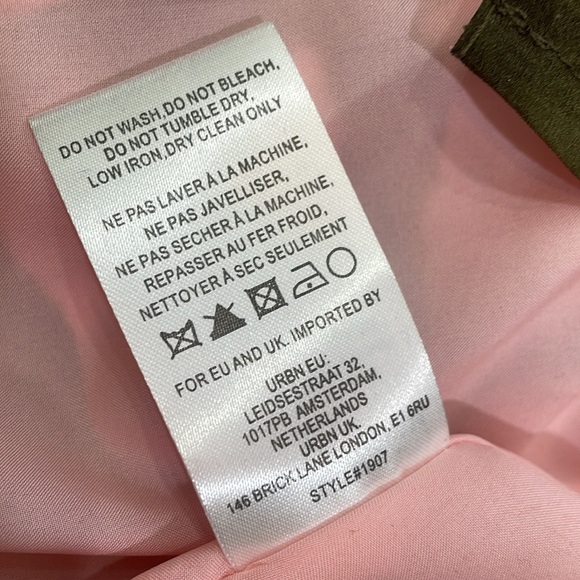 DO NOT WASH,DO NOT BLEACH,
DO NOT TUMBLE DRY,
LOW IRON,DRY CLEAN ONLY
NE PAS LAVER À LA MACHINE,
NE PAS JAVELLISER,
NE PAS SECHER À LA MACHINE,
REPASSER AU FER FROID,
NETTOYER À SEC SEULEMENT
FOR EU AND UK. IMPORTED BY
URBN EU:
LEIDSESTRAAT 32,
1017PB AMSTERDAM,
NETHERLANDS
URBN UK.
146 BRICK LANE LONDON, E1 6RU
STYLE#1907